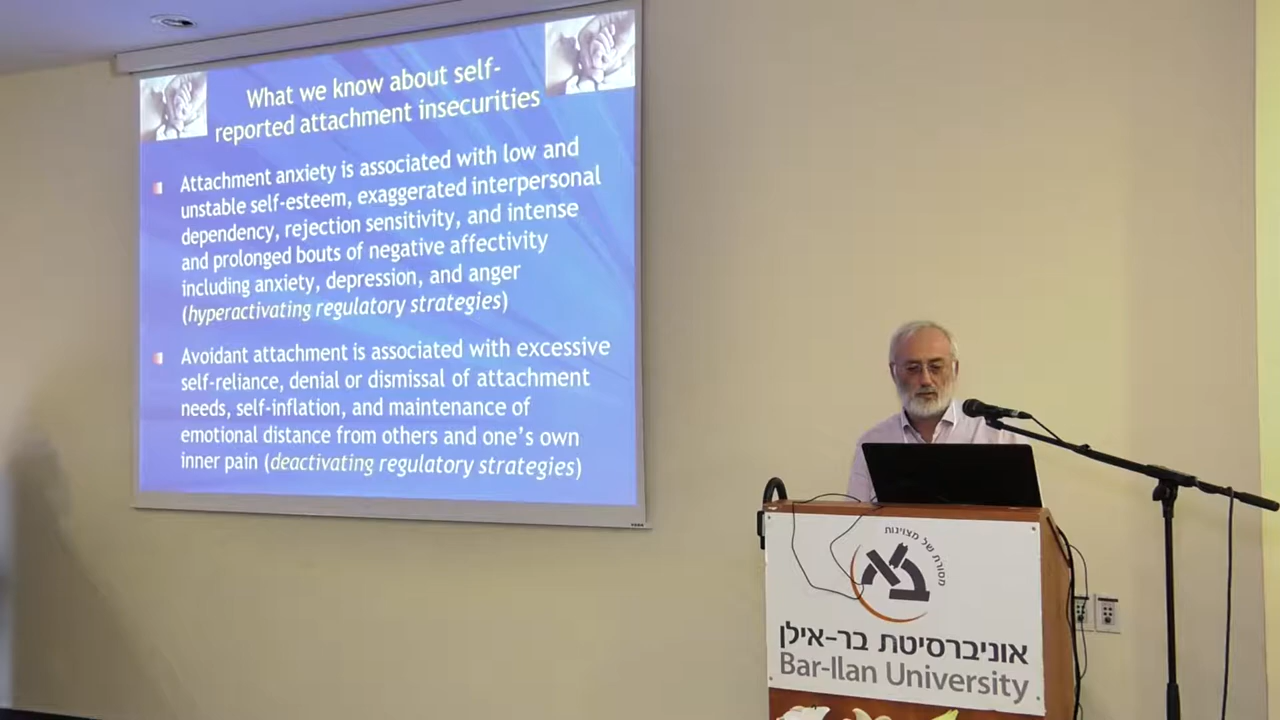 What we know about self-
reported attachment insecurities
Attachment anxiety is associated with low and
unstable self-esteem, exaggerated interpersonal
dependency, rejection sensitivity, and intense
and prolonged bouts of negative affectivity
including anxiety, depression, and anger
(hyperactivating regulatory strategies)
Avoidant attachment is associated with excessive
self-reliance, denial or dismissal of attachment
needs, self-inflation, and maintenance of
emotional distance from others and one’s own
inner pain (deactivating regulatory strategies)
מסורת של מצוינות
אוניברסיטת בר-אילן
Bar-Ilan University